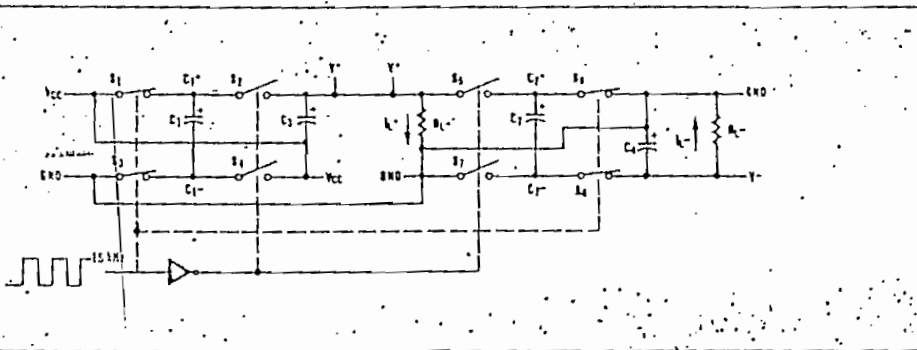 S1 C1+ S2 V+ V+ S5 C2+ S6
VCC C1 C3 IL+ RL+ C2 GND
C4 IL- RL-
S3 S4 S7
GND C1- VCC GND C2- V-